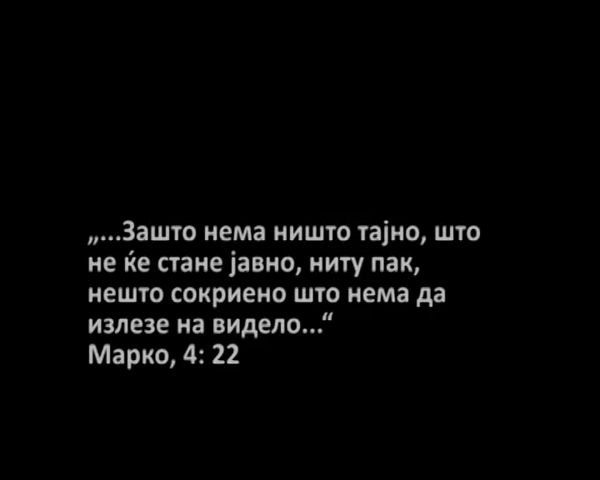 „...Зашто нема ништо тајно, што
не ќе стане јавно, ниту пак,
нешто сокриено што нема да
излезе на видело...“
Марко, 4: 22